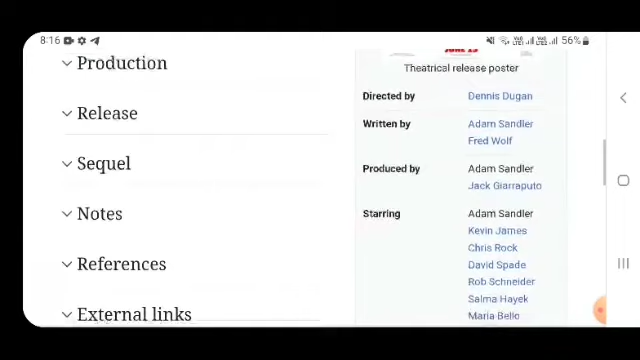 8:16 56%
Production
Release
Sequel
Notes
References
External links
JUNE 25
Theatrical release poster
Directed by Dennis Dugan
Written by Adam Sandler
Fred Wolf
Produced by Adam Sandler
Jack Giarraputo
Starring Adam Sandler
Kevin James
Chris Rock
David Spade
Rob Schneider
Salma Hayek
Maria Bello